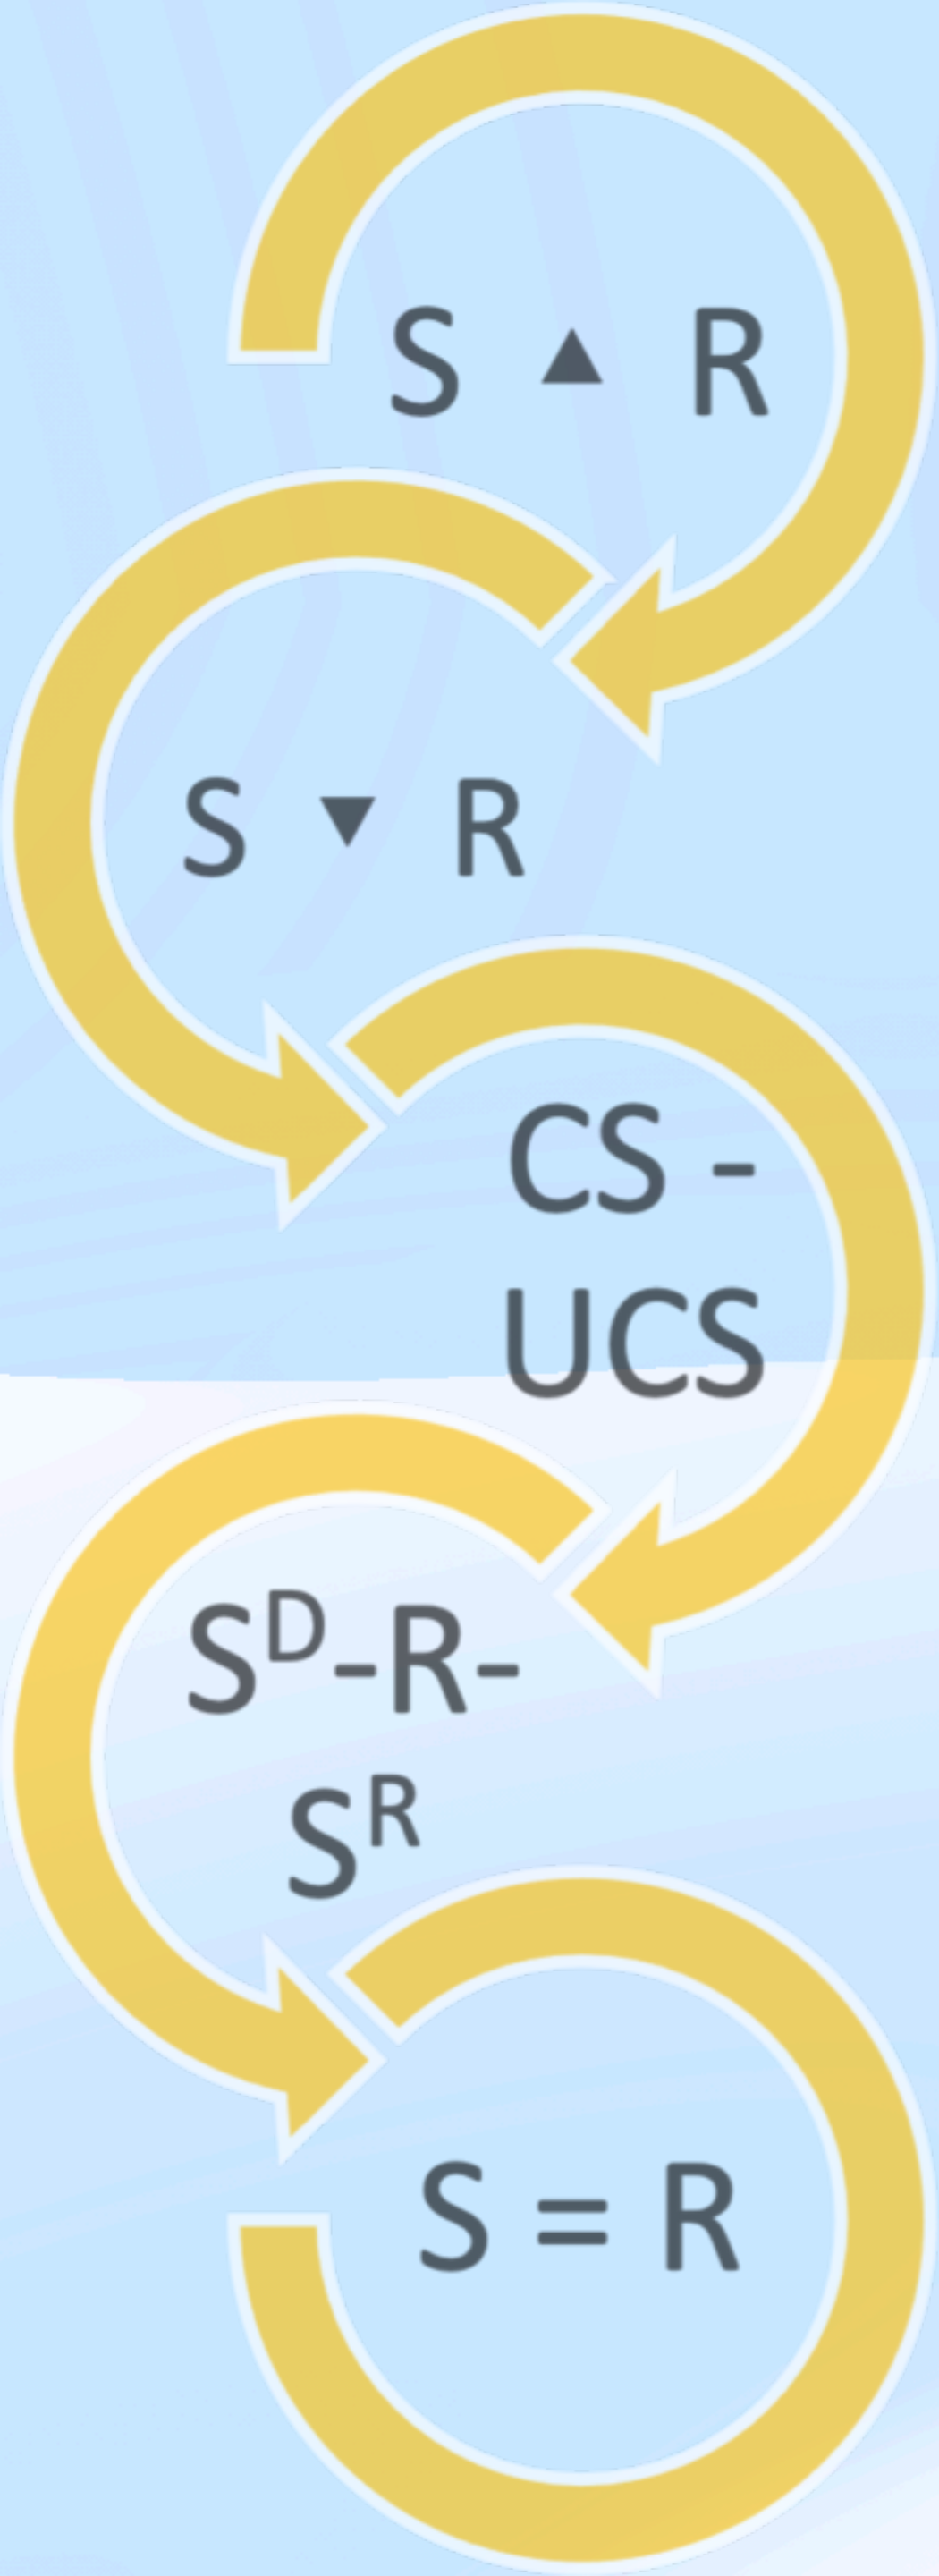 S ▲ R
S ▼ R
CS -
UCS
Sᴰ-R-
Sᴿ
S = R